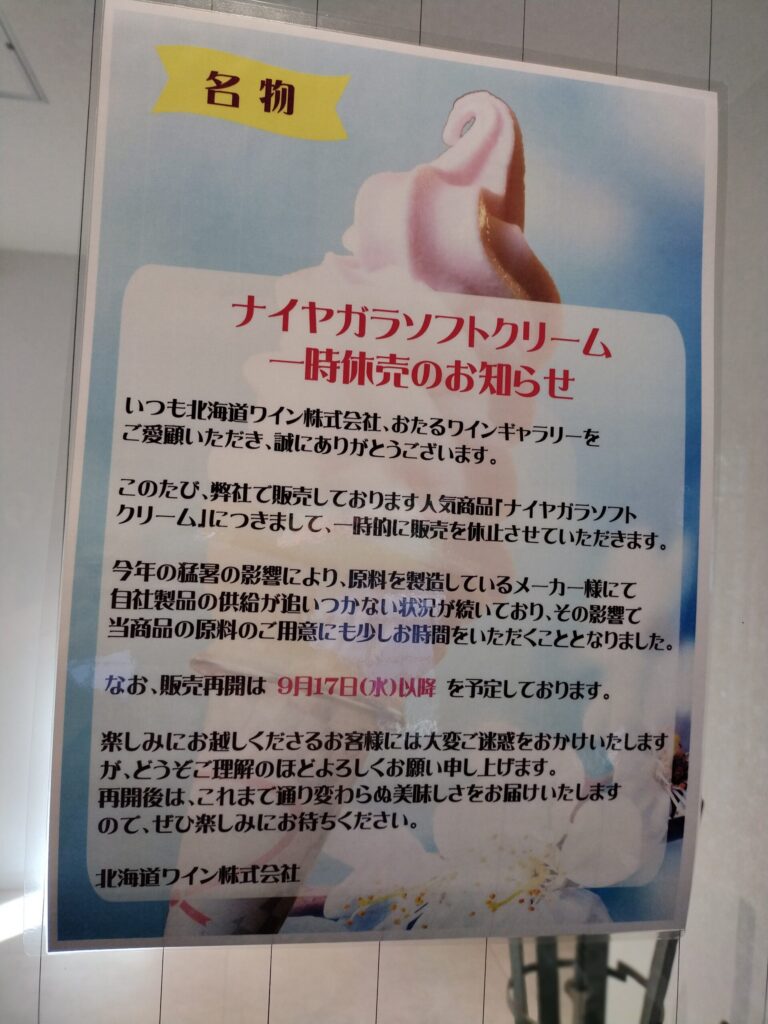 名物
ナイヤガラソフトクリーム
一時休売のお知らせ
いつも北海道ワイン株式会社、おたるワインギャラリーを
ご愛顧いただき、誠にありがとうございます。
このたび、弊社で販売しております人気商品「ナイヤガラソフト
クリーム」につきまして、一時的に販売を休止させていただきます。
今年の猛暑の影響により、原料を製造しているメーカー様にて
自社製品の供給が追いつかない状況が続いており、その影響で
当商品の原料のご用意にも少しお時間をいただくこととなりました。
なお、販売再開は 9月17日(水)以降 を予定しております。
楽しみにお越しくださるお客様には大変ご迷惑をおかけいたします
が、どうぞご理解のほどよろしくお願い申し上げます。
再開後は、これまで通り変わらぬ美味しさをお届けいたします
ので、ぜひ楽しみにお待ちください。
北海道ワイン株式会社